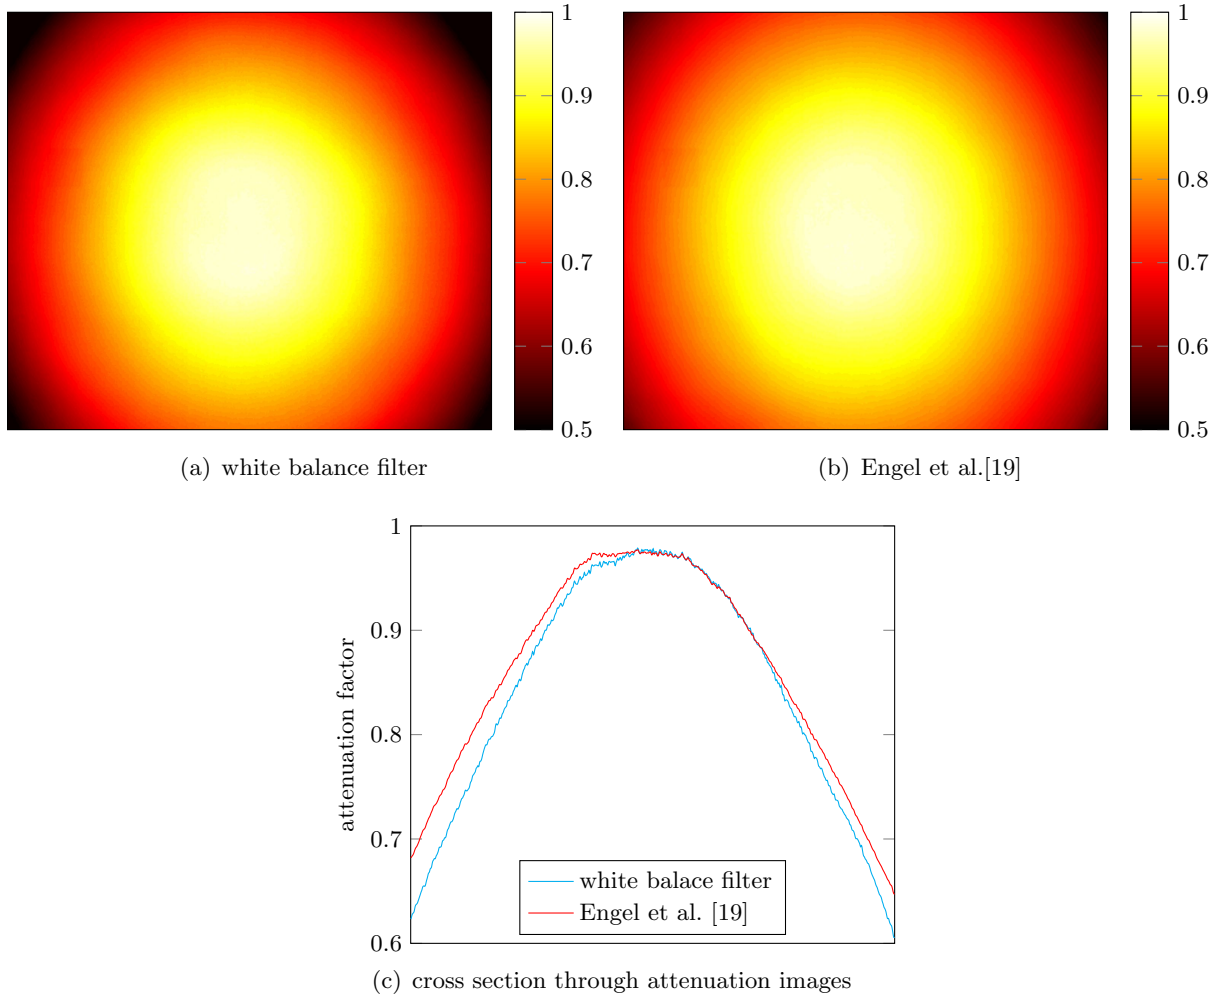 1
0.9
0.8
0.7
0.6
0.5
(a) white balance filter
1
0.9
0.8
0.7
0.6
0.5
(b) Engel et al.[19]
1
0.9
0.8
0.7
0.6
attenuation factor
white balace filter
Engel et al. [19]
(c) cross section through attenuation images